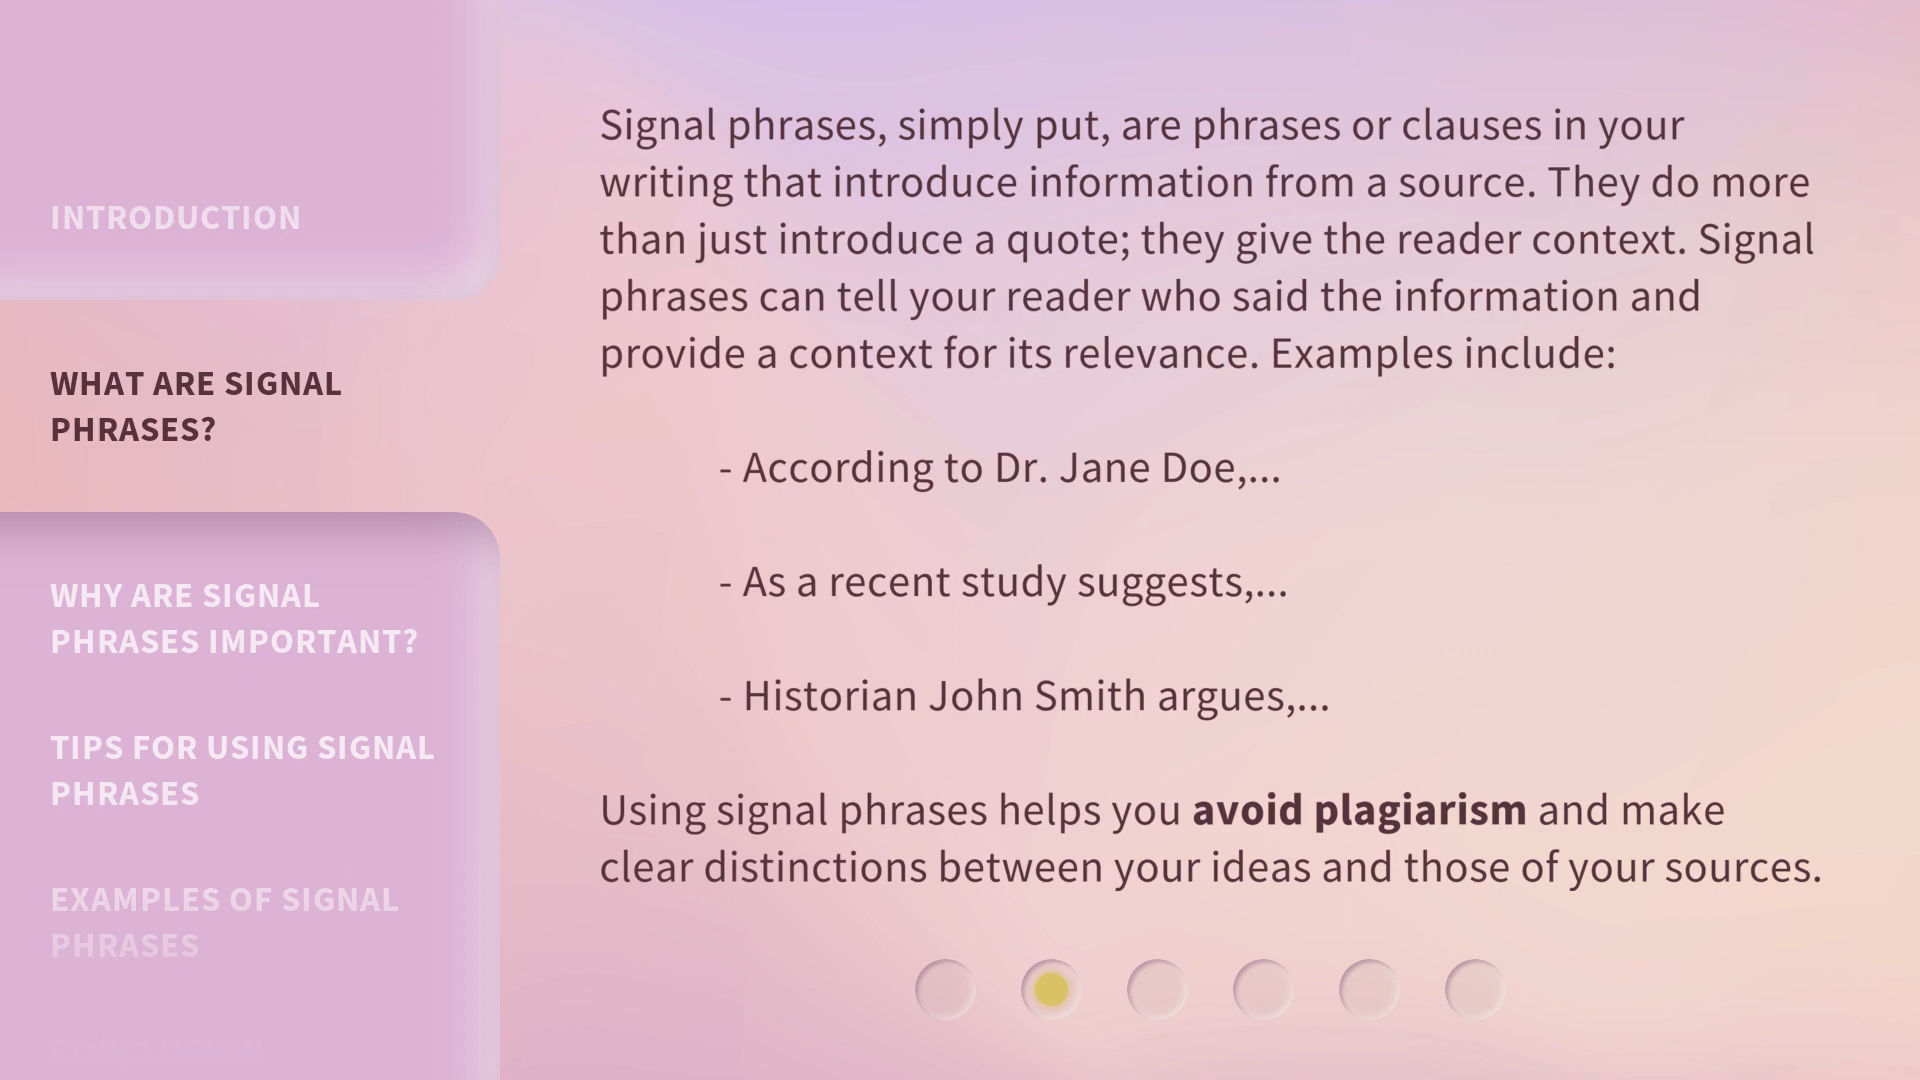 INTRODUCTION
WHAT ARE SIGNAL
PHRASES?
WHY ARE SIGNAL
PHRASES IMPORTANT?
TIPS FOR USING SIGNAL
PHRASES
EXAMPLES OF SIGNAL
PHRASES
CONCLUSION
Signal phrases, simply put, are phrases or clauses in your
writing that introduce information from a source. They do more
than just introduce a quote; they give the reader context. Signal
phrases can tell your reader who said the information and
provide a context for its relevance. Examples include:
- According to Dr. Jane Doe,...
- As a recent study suggests,...
- Historian John Smith argues,...
Using signal phrases helps you avoid plagiarism and make
clear distinctions between your ideas and those of your sources.